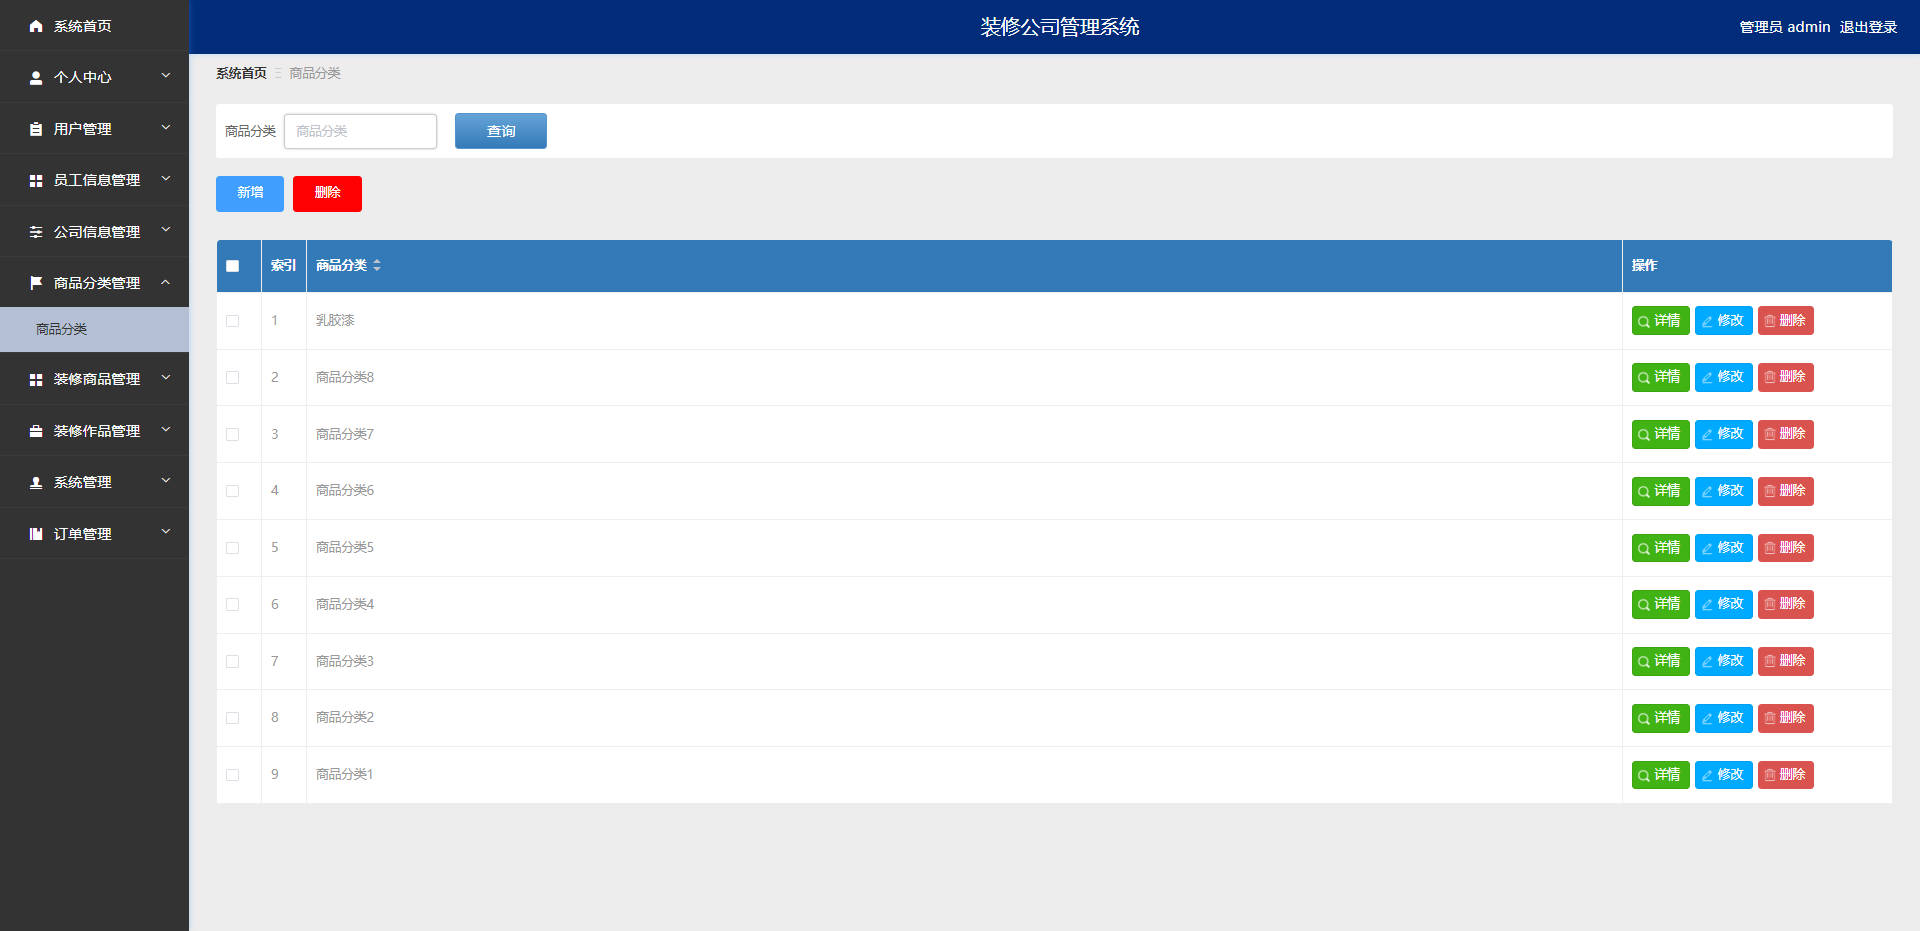 装修公司管理系统
管理员 admin 退出登录
系统首页
个人中心
用户管理
员工信息管理
公司信息管理
商品分类管理
商品分类
装修商品管理
装修作品管理
系统管理
订单管理
系统首页 商品分类
商品分类 商品分类 查询
新增 删除
索引 商品分类 操作
1 乳胶漆 详情 修改 删除
2 商品分类8 详情 修改 删除
3 商品分类7 详情 修改 删除
4 商品分类6 详情 修改 删除
5 商品分类5 详情 修改 删除
6 商品分类4 详情 修改 删除
7 商品分类3 详情 修改 删除
8 商品分类2 详情 修改 删除
9 商品分类1 详情 修改 删除